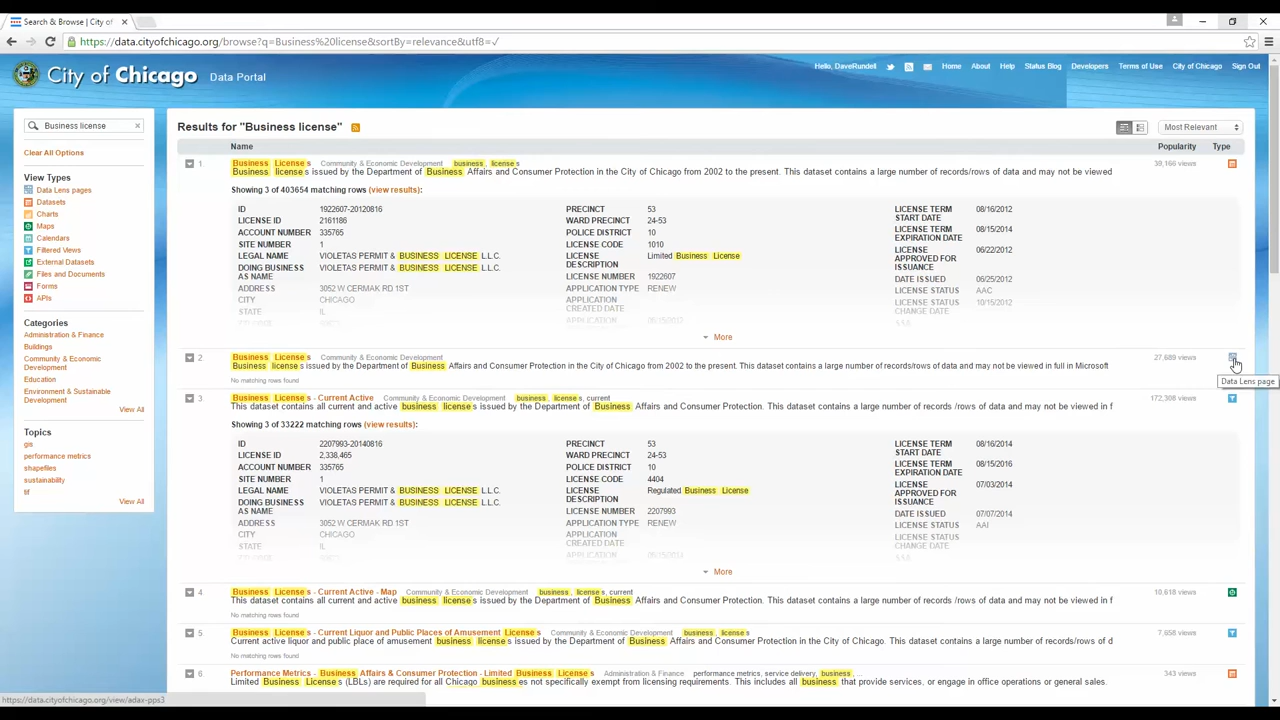 Search & Browse | City of
https://data.cityofchicago.org/browse?q=Business%20license&sortBy=relevance&utf8=✓
City of Chicago Data Portal
Hello, DaveRundell Home About Help Status Blog Developers Terms of Use City of Chicago Sign Out
Business license
Clear All Options
View Types
Data Lens pages
Datasets
Charts
Maps
Calendars
Filtered Views
External Datasets
Files and Documents
Forms
APIs
Categories
Administration & Finance
Buildings
Community & Economic
Development
Education
Environment & Sustainable
Development
View All
Topics
gis
performance metrics
shapefiles
sustainability
tif
View All
Results for "Business license"
Most Relevant
Name Popularity Type
1 Business Licenses Community & Economic Development business, licenses 39,166 views
Business licenses issued by the Department of Business Affairs and Consumer Protection in the City of Chicago from 2002 to the present. This dataset contains a large number of records/rows of data and may not be viewed
Showing 3 of 403654 matching rows (view results):
ID 1922607-20120816
LICENSE ID 2161186
ACCOUNT NUMBER 335765
SITE NUMBER 1
LEGAL NAME VIOLETAS PERMIT & BUSINESS LICENSE L.L.C.
DOING BUSINESS VIOLETAS PERMIT & BUSINESS LICENSE L.L.C.
AS NAME
ADDRESS 3052 W CERMAK RD 1ST
CITY CHICAGO
STATE IL
PRECINCT 53
WARD PRECINCT 24-53
POLICE DISTRICT 10
LICENSE CODE 1010
LICENSE Limited Business License
DESCRIPTION
LICENSE NUMBER 1922607
APPLICATION TYPE RENEW
APPLICATION
CREATED DATE
APPLICATION
LICENSE TERM 08/16/2012
START DATE
LICENSE TERM 08/15/2014
EXPIRATION DATE
LICENSE 06/22/2012
APPROVED FOR
ISSUANCE
DATE ISSUED 06/25/2012
LICENSE STATUS AAC
LICENSE STATUS 10/15/2012
CHANGE DATE
More
2 Business Licenses Community & Economic Development 27,689 views
Business licenses issued by the Department of Business Affairs and Consumer Protection in the City of Chicago from 2002 to the present. This dataset contains a large number of records/rows of data and may not be viewed in full in Microsoft
No matching rows found
Data Lens page
3 Business Licenses - Current Active Community & Economic Development business, licenses, current 172,308 views
This dataset contains all current and active business licenses issued by the Department of Business Affairs and Consumer Protection. This dataset contains a large number of records /rows of data and may not be viewed in f
Showing 3 of 33222 matching rows (view results):
ID 2207993-20140816
LICENSE ID 2,338,465
ACCOUNT NUMBER 335765
SITE NUMBER 1
LEGAL NAME VIOLETAS PERMIT & BUSINESS LICENSE L.L.C.
DOING BUSINESS VIOLETAS PERMIT & BUSINESS LICENSE L.L.C.
AS NAME
ADDRESS 3052 W CERMAK RD 1ST
CITY CHICAGO
STATE IL
PRECINCT 53
WARD PRECINCT 24-53
POLICE DISTRICT 10
LICENSE CODE 4404
LICENSE Regulated Business License
DESCRIPTION
LICENSE NUMBER 2207993
APPLICATION TYPE RENEW
APPLICATION
CREATED DATE
LICENSE TERM 08/16/2014
START DATE
LICENSE TERM 08/15/2016
EXPIRATION DATE
LICENSE 07/03/2014
APPROVED FOR
ISSUANCE
DATE ISSUED 07/07/2014
LICENSE STATUS AAI
LICENSE STATUS
CHANGE DATE
More
4 Business Licenses - Current Active - Map Community & Economic Development business, licenses, current 10,618 views
This dataset contains all current and active business licenses issued by the Department of Business Affairs and Consumer Protection. This dataset contains a large number of records /rows of data and may not be viewed in f
No matching rows found
5 Business Licenses - Current Liquor and Public Places of Amusement Licenses Community & Economic Development business, licenses 7,658 views
Current active liquor and public place of amusement business licenses issued by the Department of Business Affairs and Consumer Protection in the City of Chicago. This dataset contains a large number of records/rows of d
No matching rows found
6 Performance Metrics - Business Affairs & Consumer Protection - Limited Business Licenses Administration & Finance performance metrics, service delivery, business, ... 343 views
Limited Business Licenses (LBLs) are required for all Chicago businesses not specifically exempt from licensing requirements. This includes all business that provide services, or engage in office operations or general sales.
https://data.cityofchicago.org/view/adax-pps3